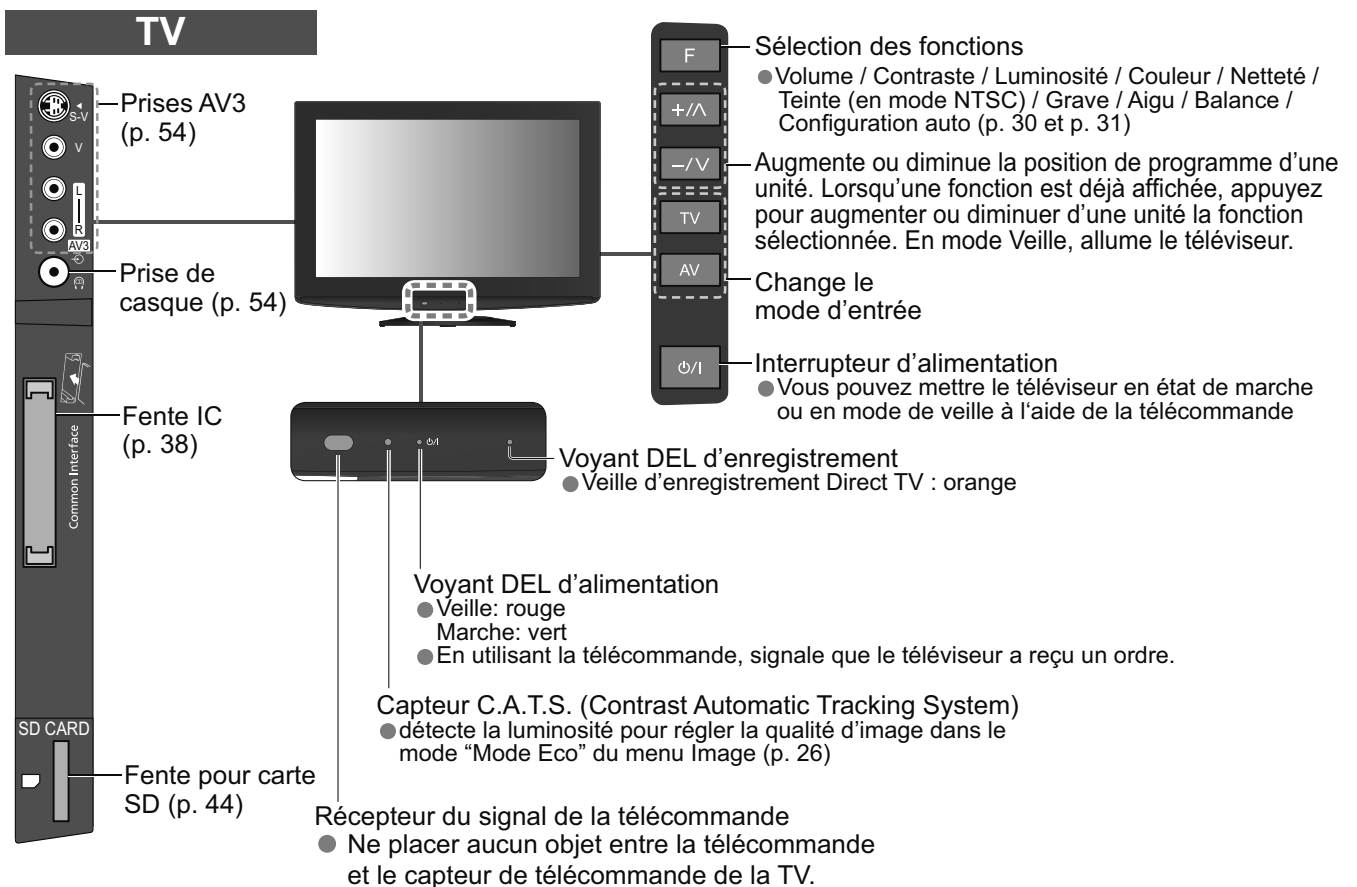 TV
S-V
V
L
R
AV3
Prises AV3
(p. 54)
Prise de
casque (p. 54)
Common Interface
Fente IC
(p. 38)
SD CARD
Fente pour carte
SD (p. 44)
F
+/∧
−/∨
TV
AV
⏻/I
Sélection des fonctions
● Volume / Contraste / Luminosité / Couleur / Netteté /
Teinte (en mode NTSC) / Grave / Aigu / Balance /
Configuration auto (p. 30 et p. 31)
Augmente ou diminue la position de programme d’une
unité. Lorsqu’une fonction est déjà affichée, appuyez
pour augmenter ou diminuer d’une unité la fonction
sélectionnée. En mode Veille, allume le téléviseur.
Change le
mode d’entrée
Interrupteur d’alimentation
● Vous pouvez mettre le téléviseur en état de marche
ou en mode de veille à l‘aide de la télécommande
⏻/I
Voyant DEL d’enregistrement
● Veille d’enregistrement Direct TV : orange
Voyant DEL d’alimentation
● Veille: rouge
Marche: vert
● En utilisant la télécommande, signale que le téléviseur a reçu un ordre.
Capteur C.A.T.S. (Contrast Automatic Tracking System)
● détecte la luminosité pour régler la qualité d’image dans le
mode “Mode Eco” du menu Image (p. 26)
Récepteur du signal de la télécommande
● Ne placer aucun objet entre la télécommande
et le capteur de télécommande de la TV.